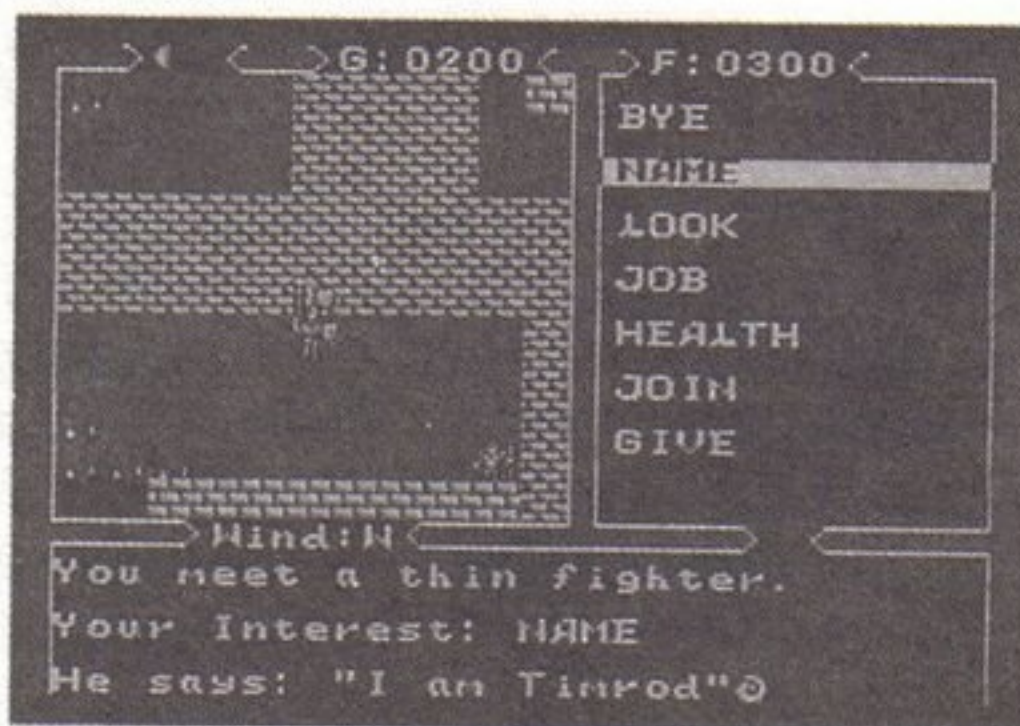 G:0200
F:0300
BYE
NAME
LOOK
JOB
HEALTH
JOIN
GIVE
Wind:W
You meet a thin fighter.
Your Interest: NAME
He says: "I am Timrod"